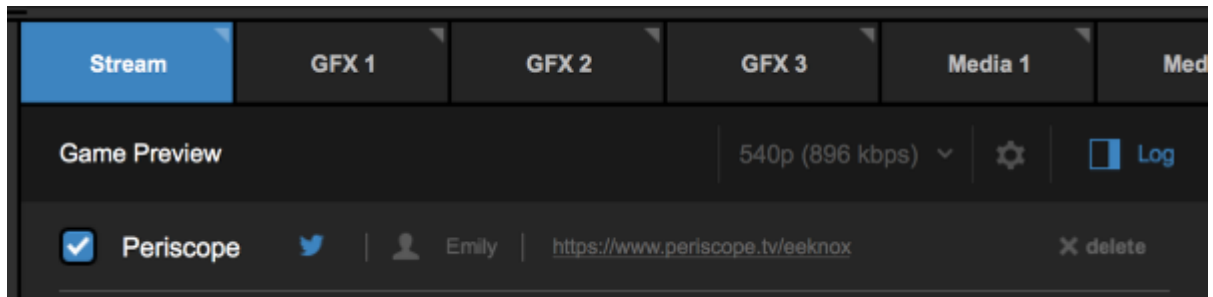 Stream GFX 1 GFX 2 GFX 3 Media 1 Med
Game Preview 540p (896 kbps) Log
Periscope Emily https://www.periscope.tv/eeknox delete